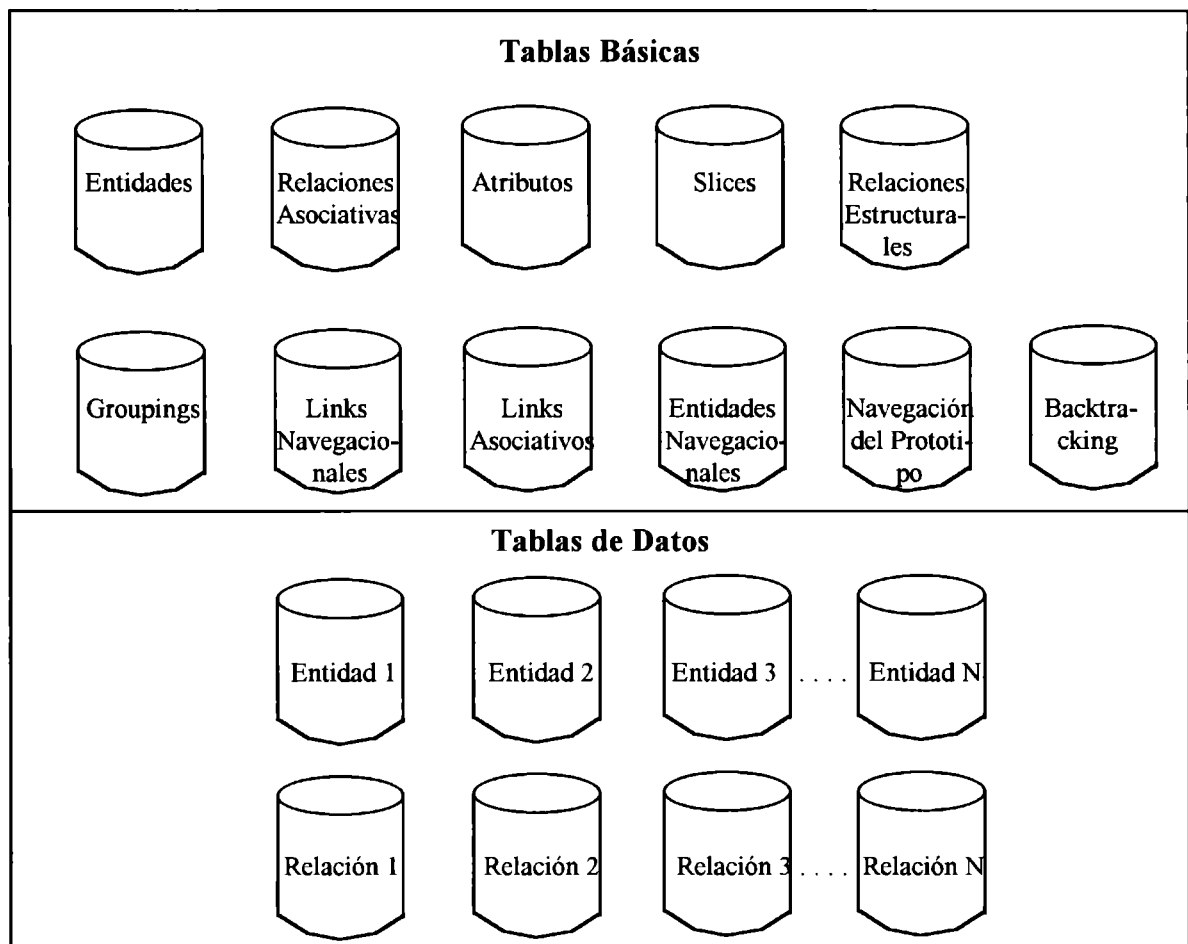 Tablas Básicas
Entidades
Relaciones
Asociativas
Atributos
Slices
Relaciones
Estructura-
les
Groupings
Links
Navegacio-
nales
Links
Asociativos
Entidades
Navegacio-
nales
Navegación
del Prototi-
po
Backtra-
cking
Tablas de Datos
Entidad 1
Entidad 2
Entidad 3
. . . .
Entidad N
Relación 1
Relación 2
Relación 3
. . . .
Relación N